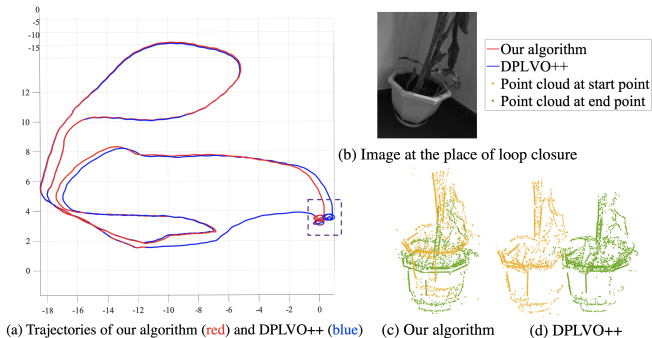 0
-5
-10
-15
12
10
8
6
4
2
0
-18 -16 -14 -12 -10 -8 -6 -4 -2 0
(a) Trajectories of our algorithm (red) and DPLVO++ (blue)
Our algorithm
DPLVO++
Point cloud at start point
Point cloud at end point
(b) Image at the place of loop closure
(c) Our algorithm
(d) DPLVO++